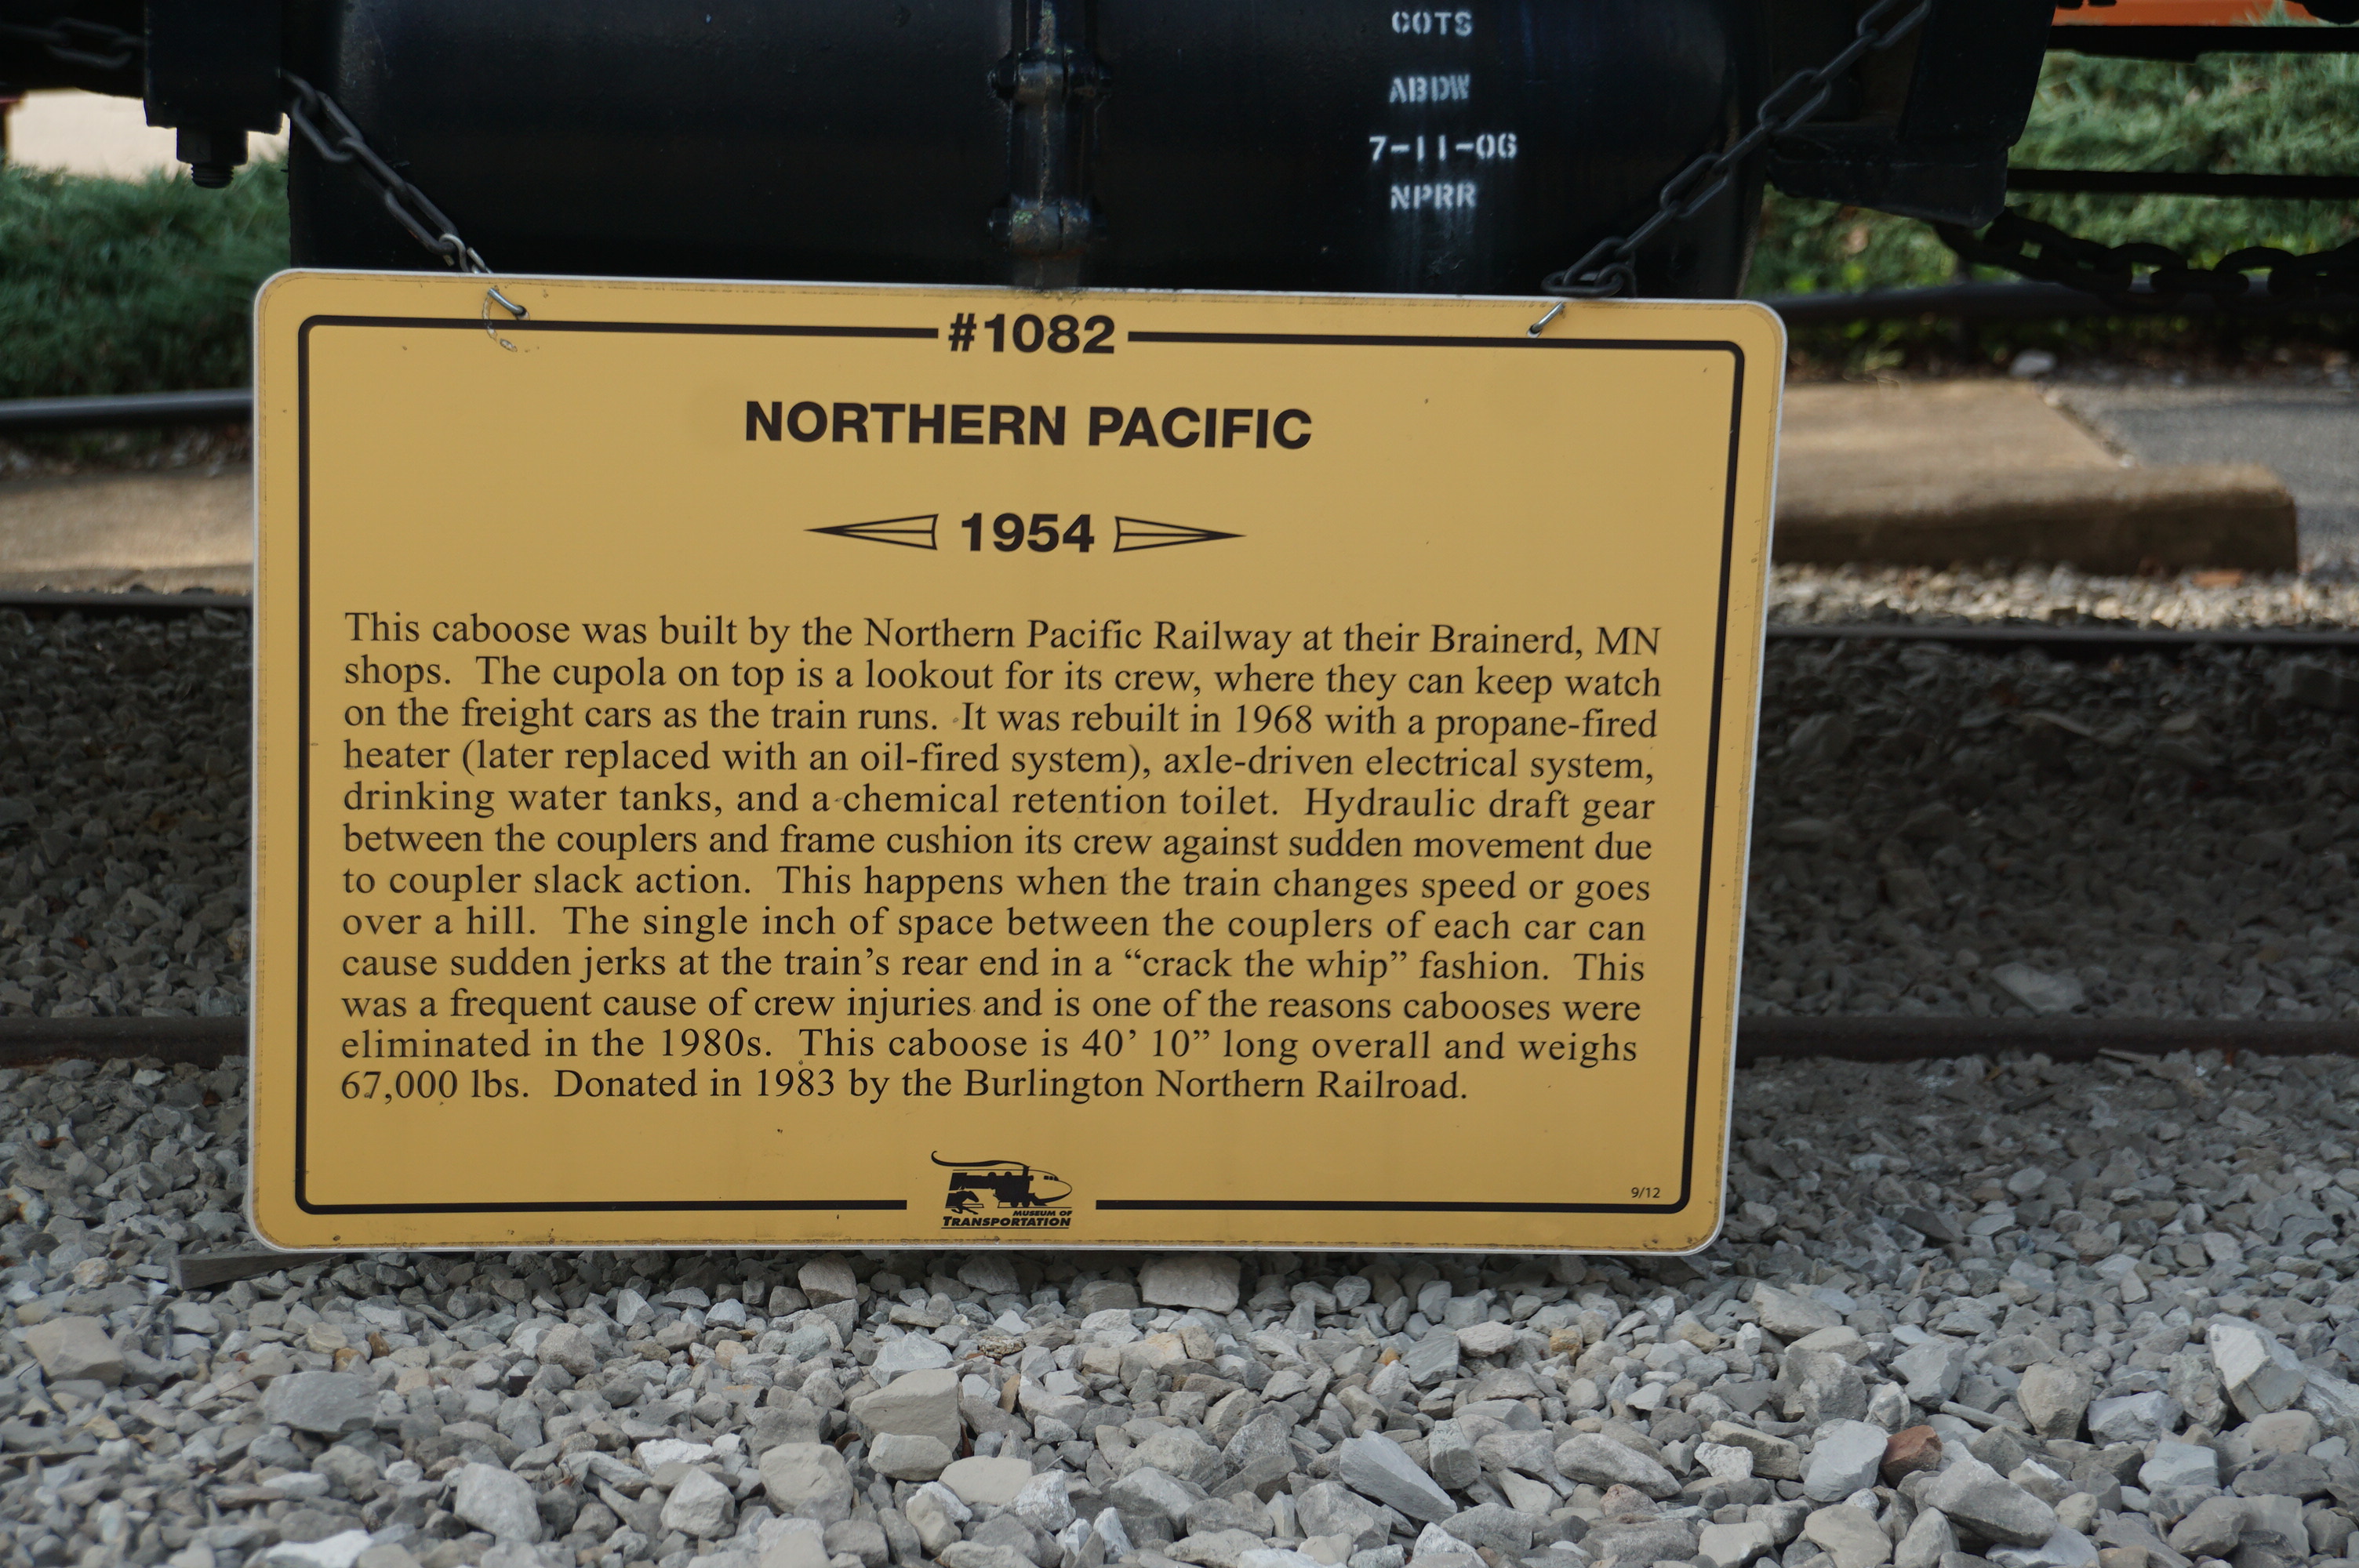 COTS
ABDW
7-11-06
NPRR
#1082
NORTHERN PACIFIC
1954
This caboose was built by the Northern Pacific Railway at their Brainerd, MN
shops. The cupola on top is a lookout for its crew, where they can keep watch
on the freight cars as the train runs. It was rebuilt in 1968 with a propane-fired
heater (later replaced with an oil-fired system), axle-driven electrical system,
drinking water tanks, and a chemical retention toilet. Hydraulic draft gear
between the couplers and frame cushion its crew against sudden movement due
to coupler slack action. This happens when the train changes speed or goes
over a hill. The single inch of space between the couplers of each car can
cause sudden jerks at the train’s rear end in a “crack the whip” fashion. This
was a frequent cause of crew injuries and is one of the reasons cabooses were
eliminated in the 1980s. This caboose is 40’ 10” long overall and weighs
67,000 lbs. Donated in 1983 by the Burlington Northern Railroad.
9/12
MUSEUM OF
TRANSPORTATION